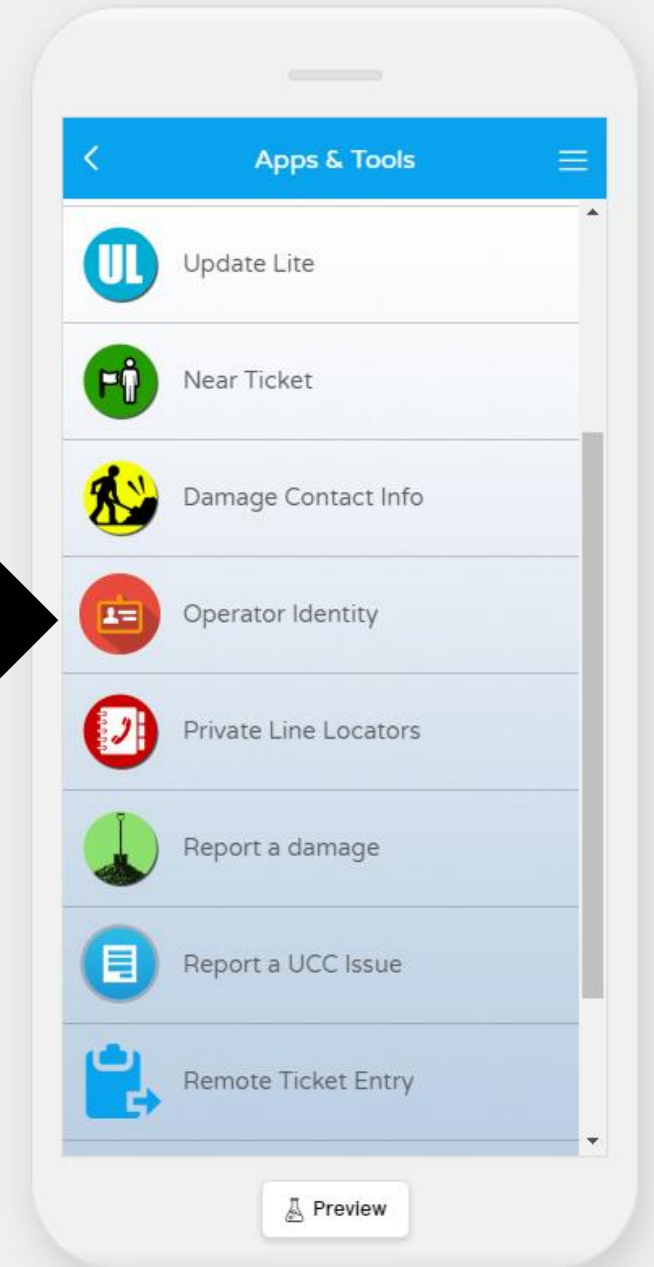 Apps & Tools
UL Update Lite
Near Ticket
Damage Contact Info
Operator Identity
Private Line Locators
Report a damage
Report a UCC Issue
Remote Ticket Entry
Preview